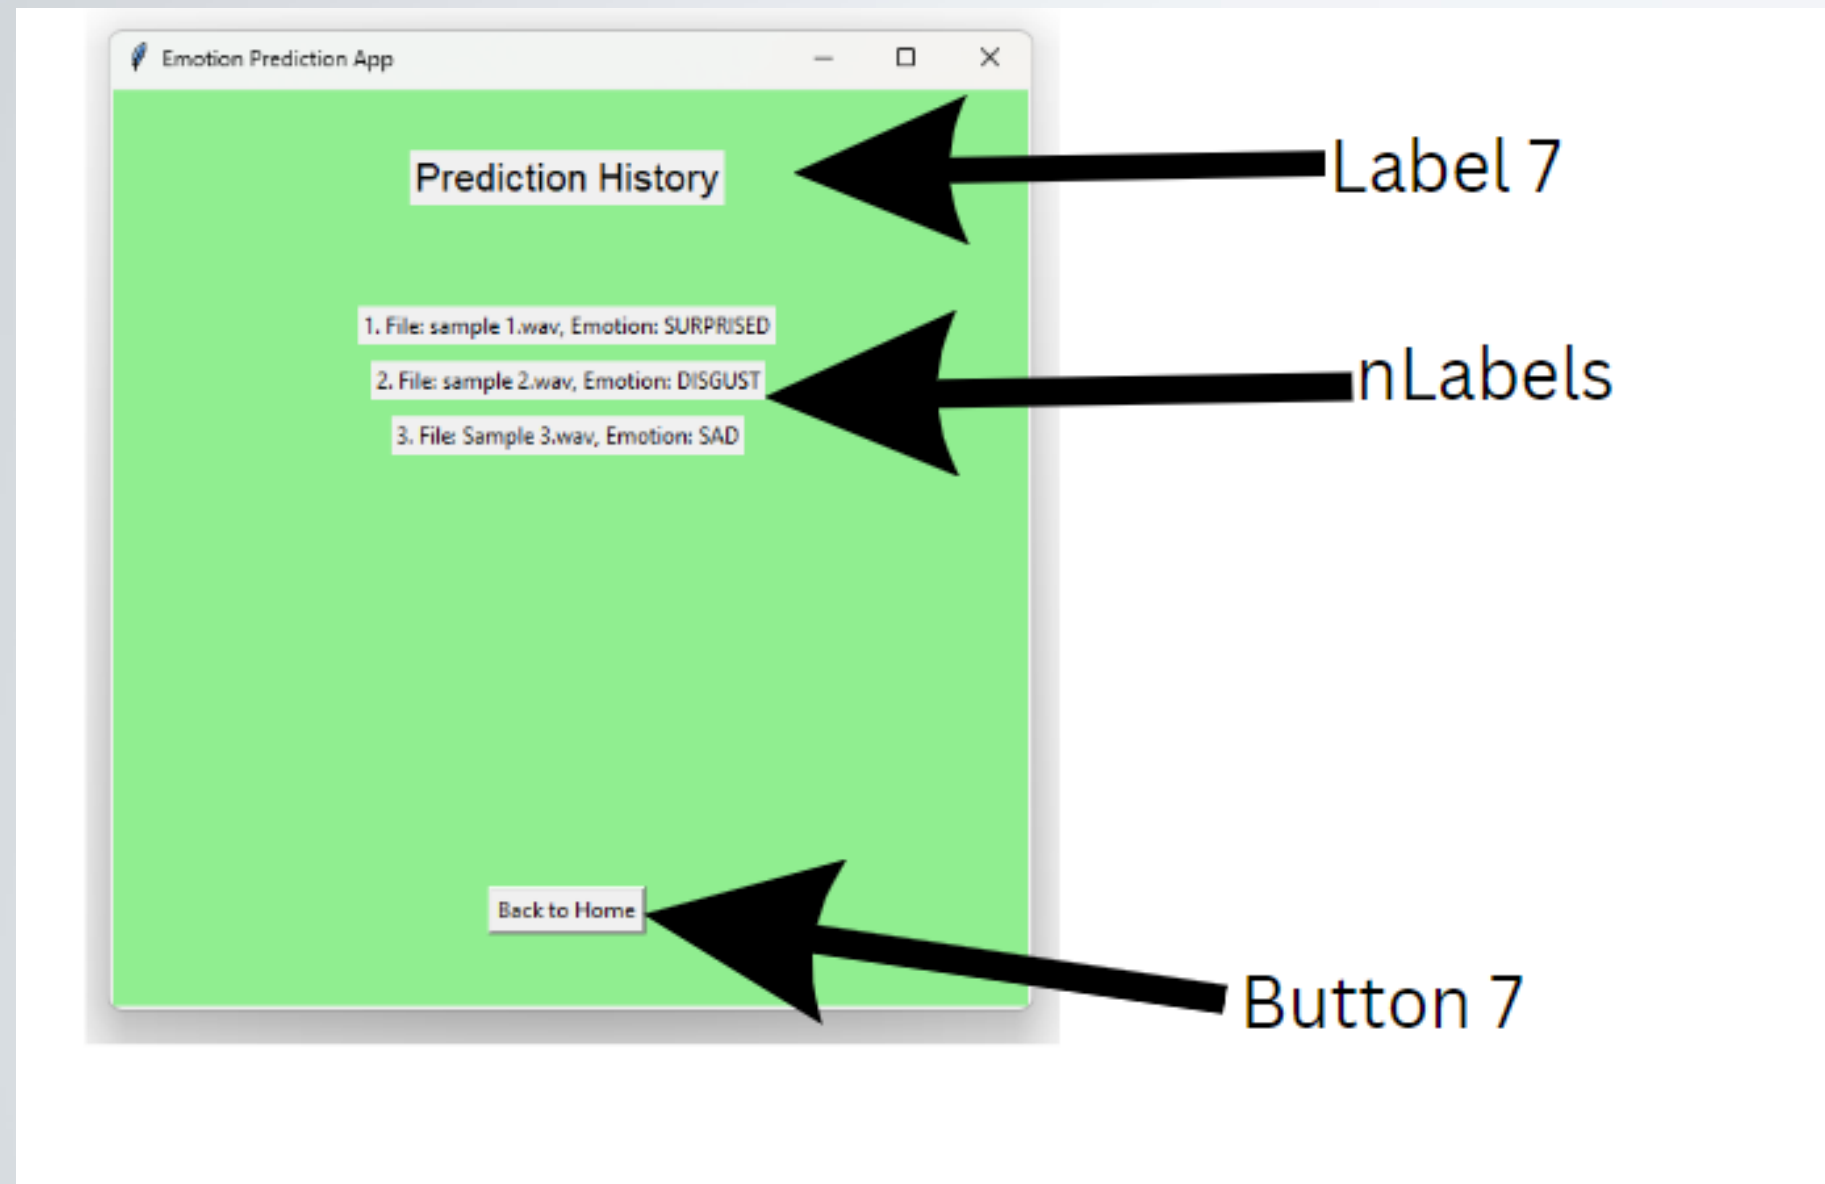 Emotion Prediction App
Prediction History
Label 7
1. File: sample 1.wav, Emotion: SURPRISED
2. File: sample 2.wav, Emotion: DISGUST
nLabels
3. File: Sample 3.wav, Emotion: SAD
Back to Home
Button 7